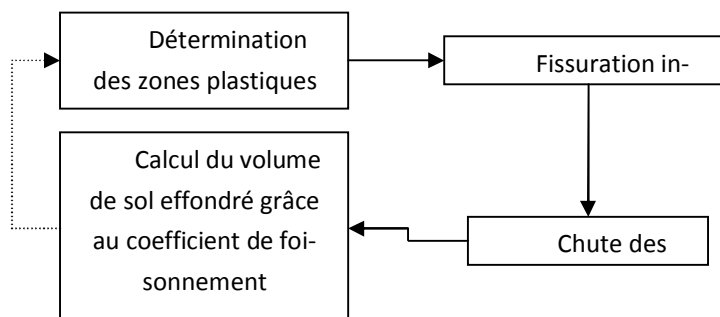 Détermination
des zones plastiques
Fissuration in-
Chute des
Calcul du volume
de sol effondré grâce
au coefficient de foi-
sonnement